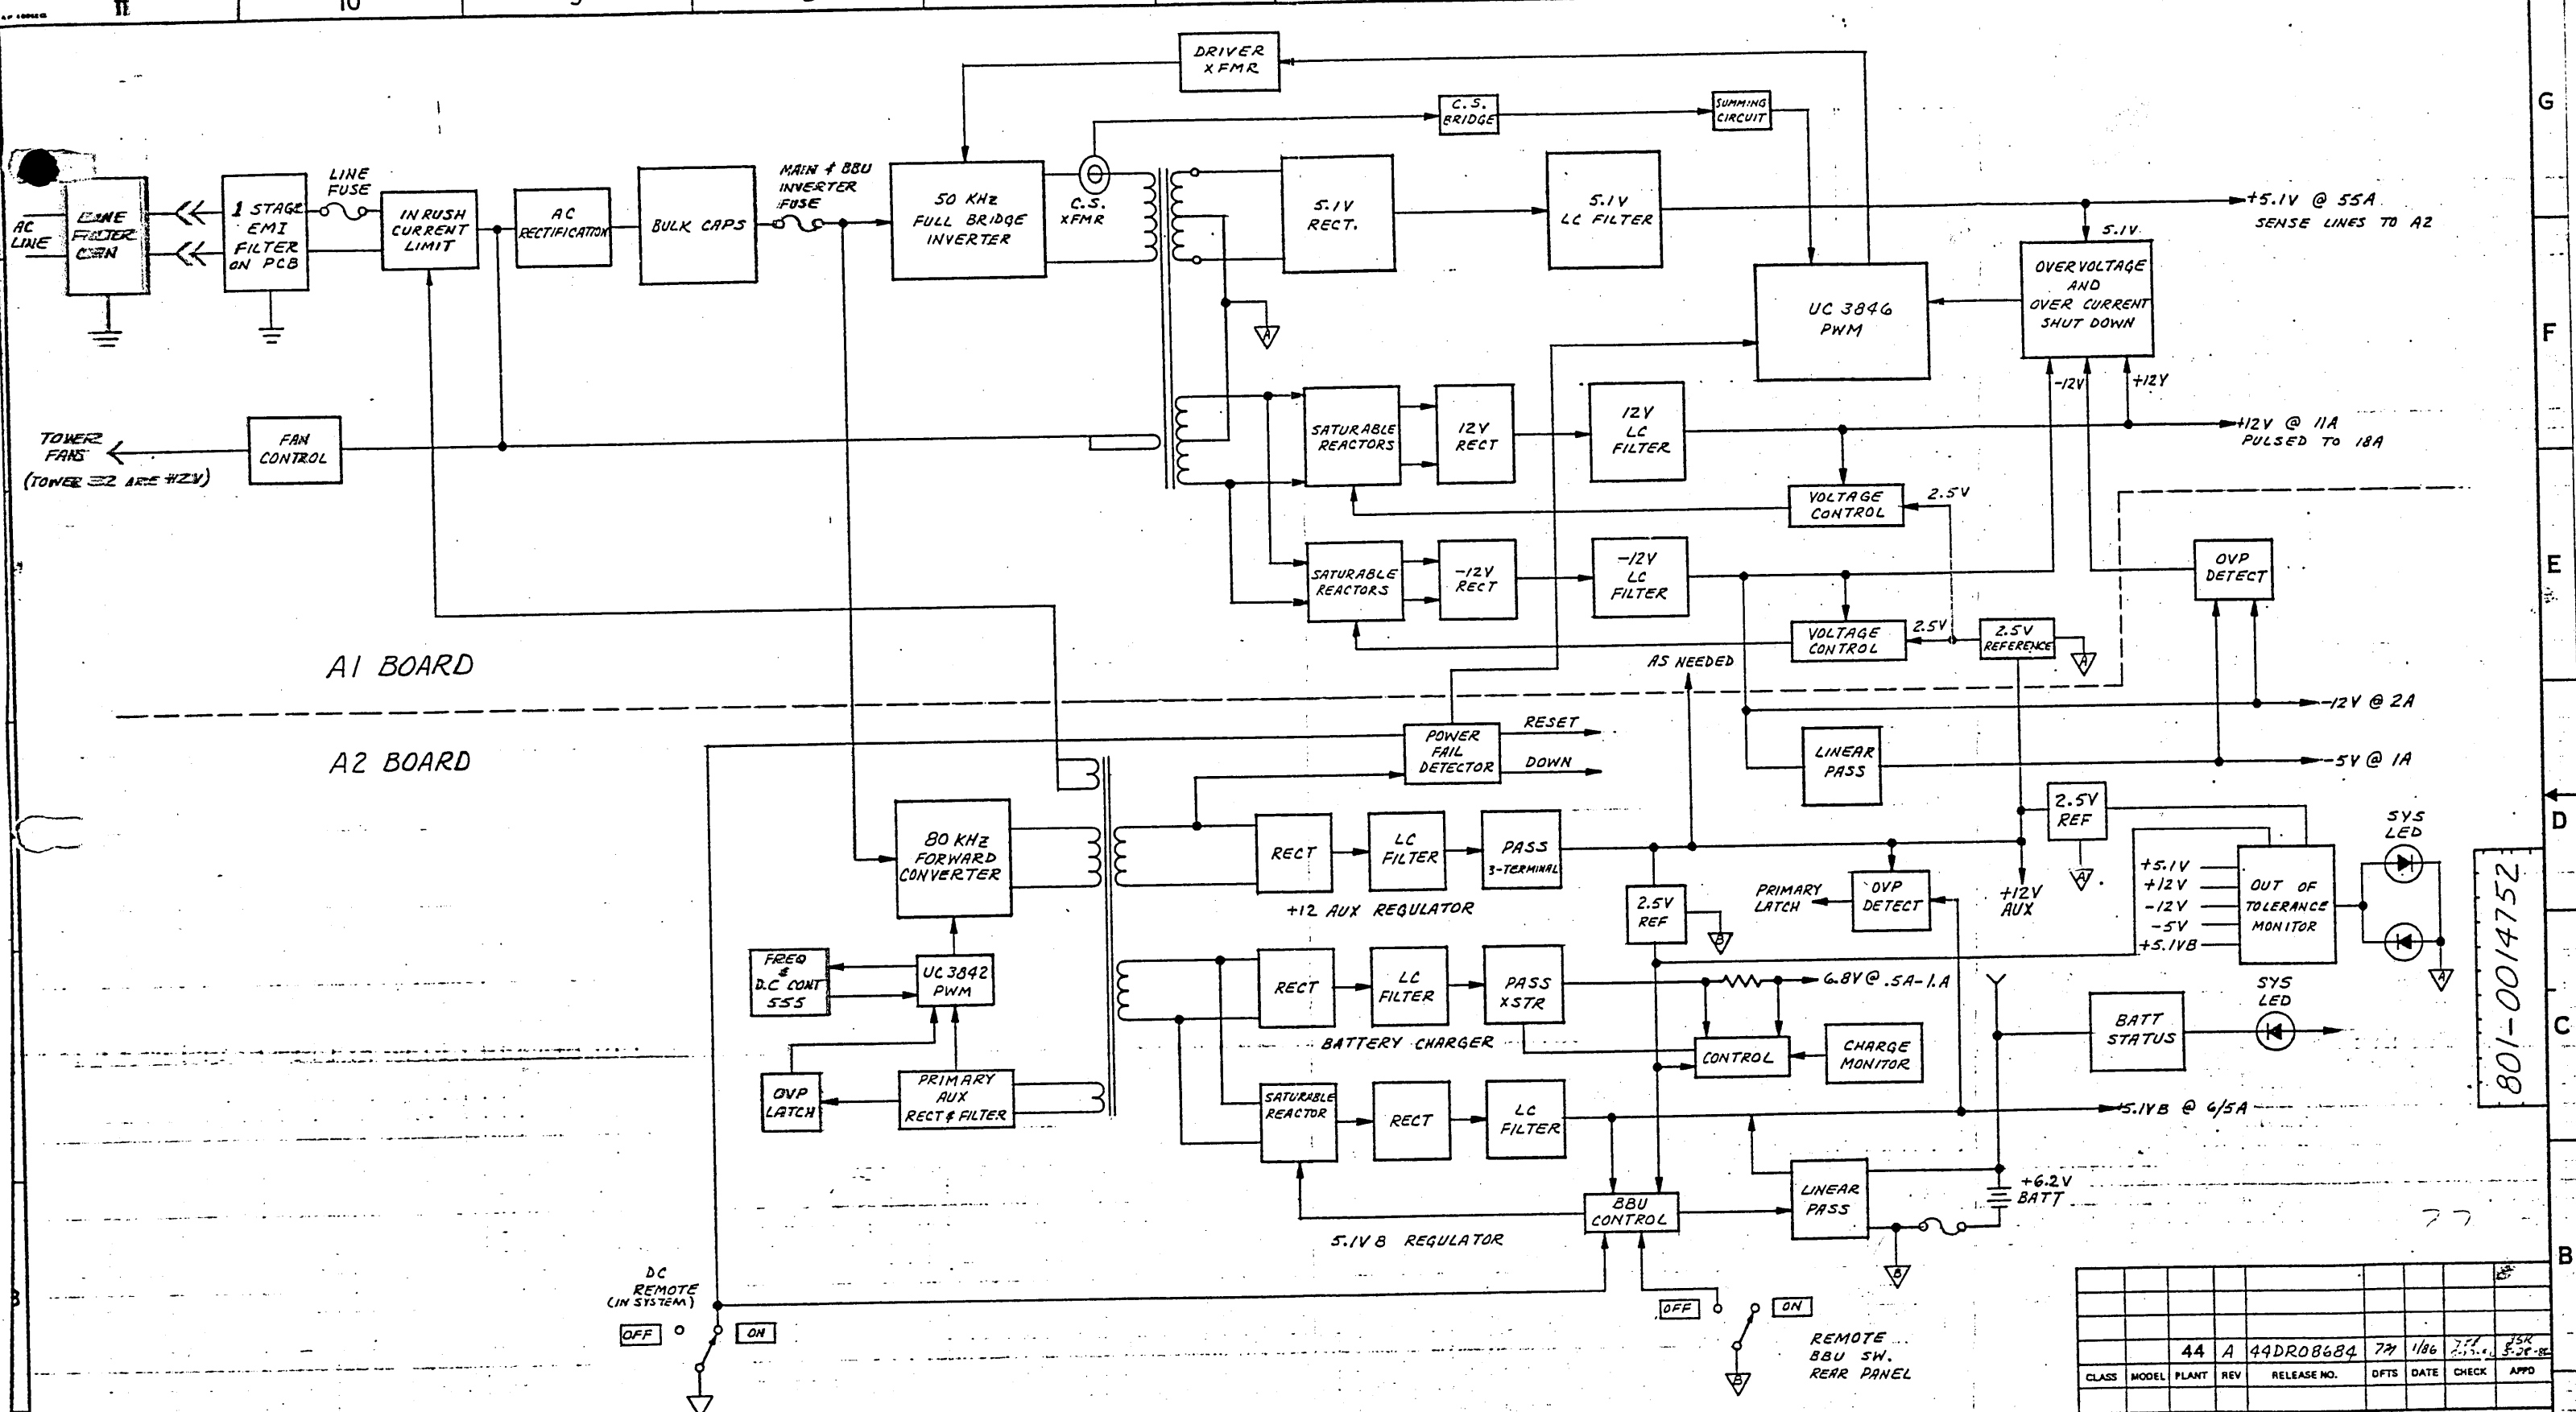 11
10
DRIVER
XFMR
C.S.
BRIDGE
SUMMING
CIRCUIT
G
AC
LINE
LINE
FILTER
1 STAGE
EMI
FILTER
ON PCB
LINE
FUSE
INRUSH
CURRENT
LIMIT
AC
RECTIFICATION
BULK CAPS
MAIN & BBU
INVERTER
FUSE
50 KHz
FULL BRIDGE
INVERTER
C.S.
XFMR
5.1V
RECT.
5.1V
LC FILTER
+5.1V @ 55A
SENSE LINES TO A2
5.1V
OVERVOLTAGE
AND
OVER CURRENT
SHUT DOWN
UC 3846
PWM
A
F
-12V
+12V
TOWER
FANS
FAN
CONTROL
SATURABLE
REACTORS
12V
RECT
12V
LC
FILTER
+12V @ 11A
PULSED TO 18A
VOLTAGE
CONTROL
2.5V
SATURABLE
REACTORS
-12V
RECT
-12V
LC
FILTER
OVP
DETECT
E
VOLTAGE
CONTROL
2.5V
2.5V
REFERENCE
A
A1 BOARD
AS NEEDED
-12V @ 2A
A2 BOARD
POWER
FAIL
DETECTOR
RESET
DOWN
LINEAR
PASS
-5V @ 1A
80 KHz
FORWARD
CONVERTER
RECT
LC
FILTER
PASS
3-TERMINAL
+12 AUX REGULATOR
2.5V
REF
B
PRIMARY
LATCH
OVP
DETECT
+12V
AUX
2.5V
REF
A
+5.1V
+12V
-12V
-5V
+5.1VB
OUT OF
TOLERANCE
MONITOR
SYS
LED
A
D
801-0014752
FREQ
&
D.C CONT
555
UC 3842
PWM
RECT
LC
FILTER
PASS
XSTR
6.8V @ .5A-1.A
BATTERY CHARGER
CONTROL
CHARGE
MONITOR
BATT
STATUS
SYS
LED
C
OVP
LATCH
PRIMARY
AUX
RECT & FILTER
SATURABLE
REACTOR
RECT
LC
FILTER
5.1VB @ 6/5A
BBU
CONTROL
LINEAR
PASS
+6.2V
BATT
5.1V B REGULATOR
B
B
DC
REMOTE
(IN SYSTEM)
OFF
ON
OFF
ON
REMOTE
BBU SW.
REAR PANEL
B
77
44 A 44DR08684 1/86
CLASS MODEL PLANT REV RELEASE NO. DFTS DATE CHECK APPD